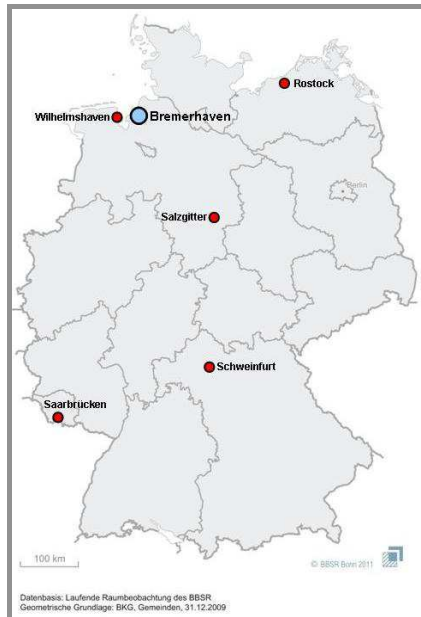 Rostock
Wilhelmshaven
Bremerhaven
Berlin
Salzgitter
Schweinfurt
Saarbrücken
100 km
© BBSR Bonn 2011
Datenbasis: Laufende Raumbeobachtung des BBSR
Geometrische Grundlage: BKG, Gemeinden, 31.12.2009